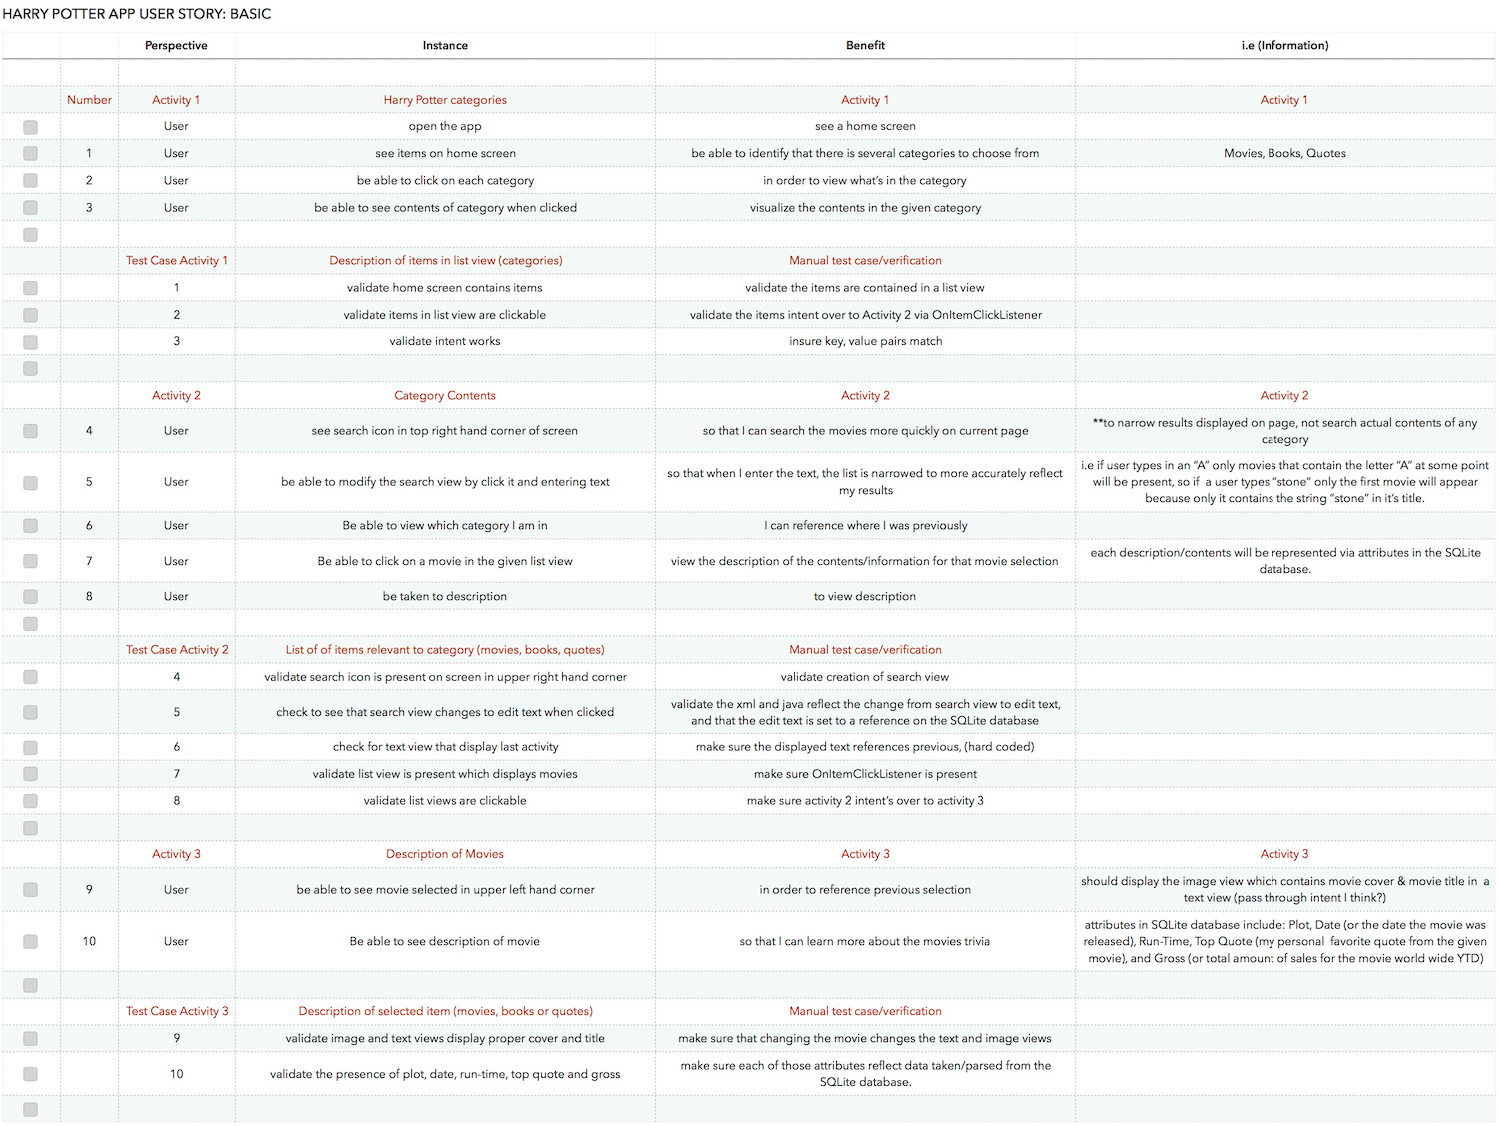 HARRY POTTER APP USER STORY: BASIC
Perspective Instance Benefit i.e (Information)
Number Activity 1 Harry Potter categories Activity 1 Activity 1
User open the app see a home screen
1 User see items on home screen be able to identify that there is several categories to choose from Movies, Books, Quotes
2 User be able to click on each category in order to view what's in the category
3 User be able to see contents of category when clicked visualize the contents in the given category
Test Case Activity 1 Description of items in list view (categories) Manual test case/verification
1 validate home screen contains items validate the items are contained in a list view
2 validate items in list view are clickable validate the items intent over to Activity 2 via OnItemClickListener
3 validate intent works insure key, value pairs match
Activity 2 Category Contents Activity 2 Activity 2
4 User see search icon in top right hand corner of screen so that I can search the movies more quickly on current page **to narrow results displayed on page, not search actual contents of any
category
5 User be able to modify the search view by click it and entering text so that when I enter the text, the list is narrowed to more accurately reflect
my results
i.e if user types in an “A” only movies that contain the letter “A” at some point
will be present, so if a user types “stone” only the first movie will appear
because only it contains the string “stone” in it's title.
6 User Be able to view which category I am in I can reference where I was previously
7 User Be able to click on a movie in the given list view view the description of the contents/information for that movie selection each description/contents will be represented via attributes in the SQLite
database.
8 User be taken to description to view description
Test Case Activity 2 List of of items relevant to category (movies, books, quotes) Manual test case/verification
4 validate search icon is present on screen in upper right hand corner validate creation of search view
5 check to see that search view changes to edit text when clicked validate the xml and java reflect the change from search view to edit text,
and that the edit text is set to a reference on the SQLite database
6 check for text view that display last activity make sure the displayed text references previous, (hard coded)
7 validate list view is present which displays movies make sure OnItemClickListener is present
8 validate list views are clickable make sure activity 2 intent's over to activity 3
Activity 3 Description of Movies Activity 3 Activity 3
9 User be able to see movie selected in upper left hand corner in order to reference previous selection should display the image view which contains movie cover & movie title in a
text view (pass through intent I think?)
10 User Be able to see description of movie so that I can learn more about the movies trivia attributes in SQLite database include: Plot, Date (or the date the movie was
released), Run-Time, Top Quote (my personal favorite quote from the given
movie), and Gross (or total amount of sales for the movie world wide YTD)
Test Case Activity 3 Description of selected item (movies, books or quotes) Manual test case/verification
9 validate image and text views display proper cover and title make sure that changing the movie changes the text and image views
10 validate the presence of plot, date, run-time, top quote and gross make sure each of those attributes reflect data taken/parsed from the
SQLite database.